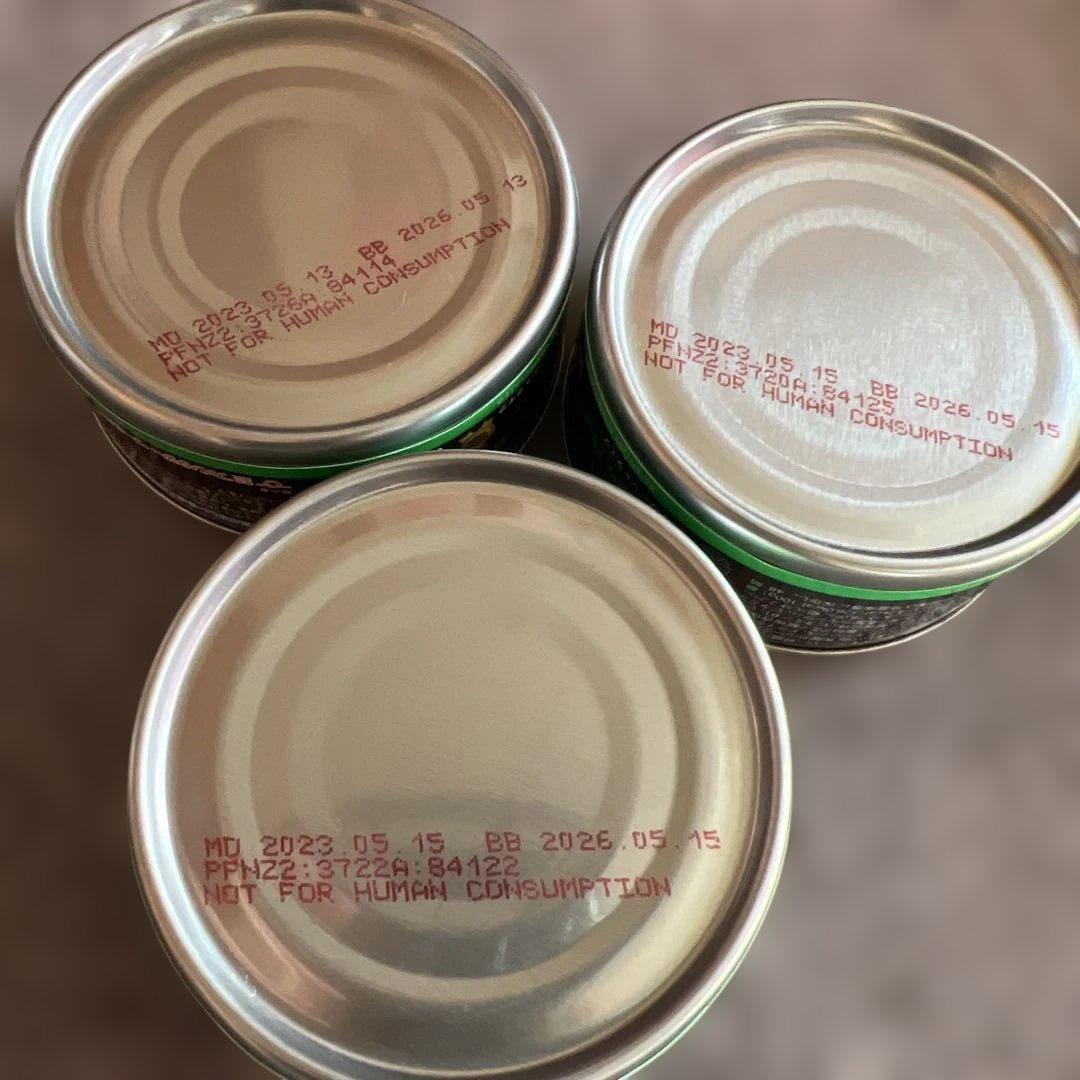 MD 2023.05.13 BB 2026.05.13
PFNZ2:3726A:84114
NOT FOR HUMAN CONSUMPTION
MD 2023.05.15 BB 2026.05.15
PFNZ2:3720A:84125
NOT FOR HUMAN CONSUMPTION
MD 2023.05.15 BB 2026.05.15
PFNZ2:3722A:84122
NOT FOR HUMAN CONSUMPTION